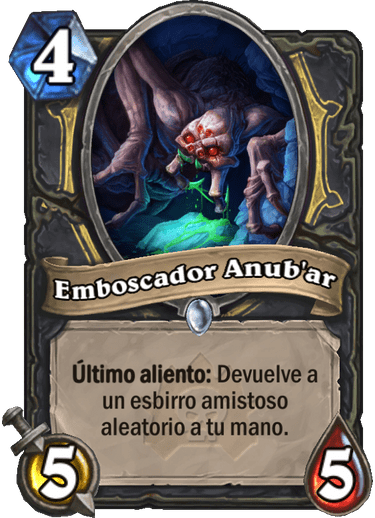 4
Emboscador Anub'ar
Último aliento: Devuelve a
un esbirro amistoso
aleatorio a tu mano.
5
5